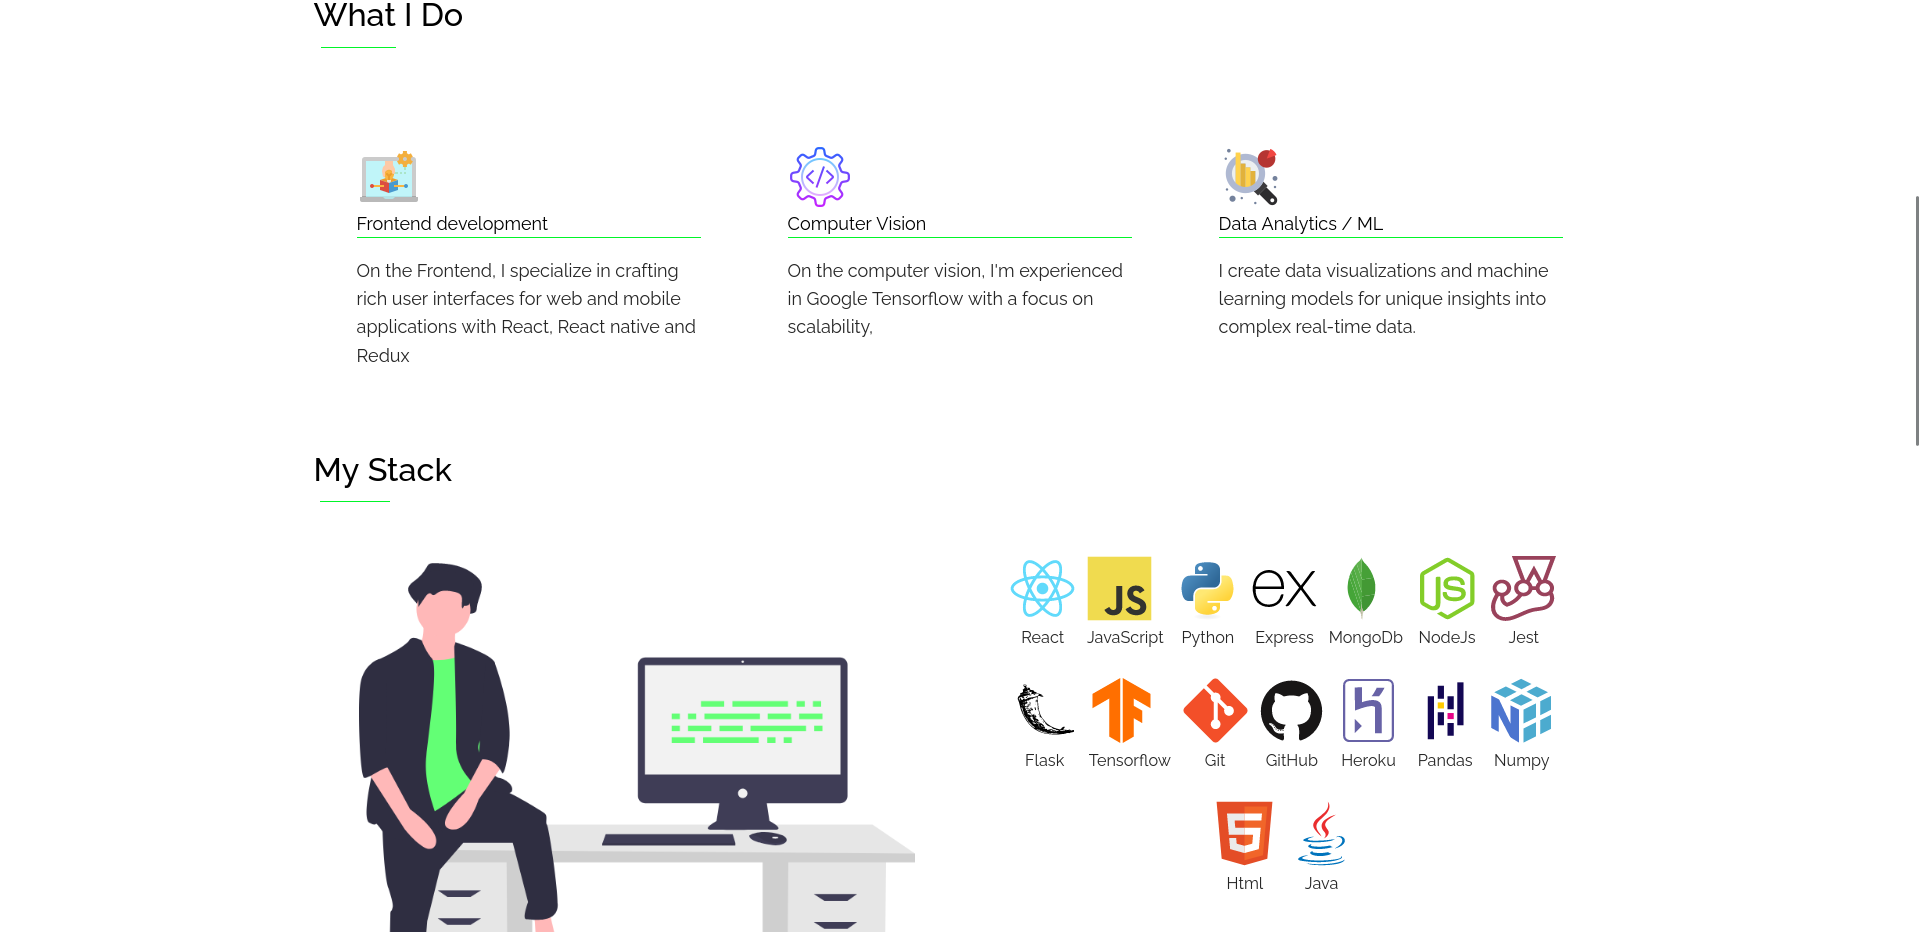 What I Do
Frontend development
On the Frontend, I specialize in crafting
rich user interfaces for web and mobile
applications with React, React native and
Redux
Computer Vision
On the computer vision, I'm experienced
in Google Tensorflow with a focus on
scalability,
Data Analytics / ML
I create data visualizations and machine
learning models for unique insights into
complex real-time data.
My Stack
JS
ex
JS
React JavaScript Python Express MongoDb NodeJs Jest
Flask Tensorflow Git GitHub Heroku Pandas Numpy
5
Html Java